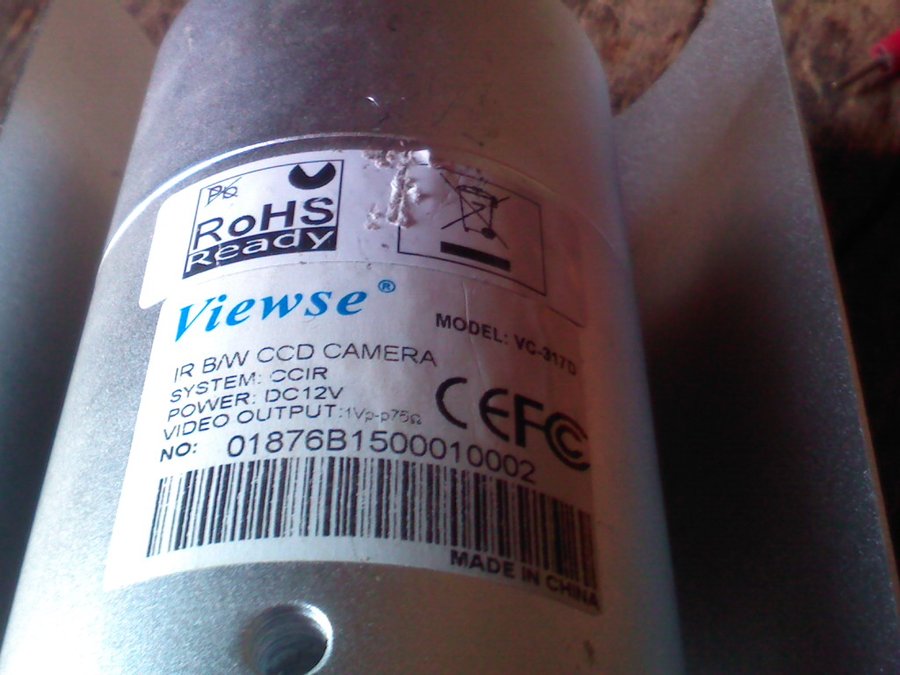 RoHS
Ready
Viewse®
MODEL: VC-317D
IR B/W CCD CAMERA
SYSTEM: CCIR
POWER: DC12V
VIDEO OUTPUT:1Vp-p75Ω
CE FC
NO: 01876B1500010002
MADE IN CHINA